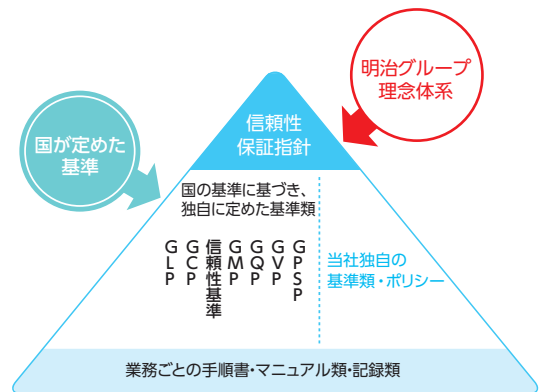 明治グループ
理念体系
信頼性
保証指針
国が定めた
基準
国の基準に基づき、
独自に定めた基準類
GLP
GCP
信頼性基準
GMP
GQP
GVP
GPSP
当社独自の
基準類・ポリシー
業務ごとの手順書・マニュアル類・記録類